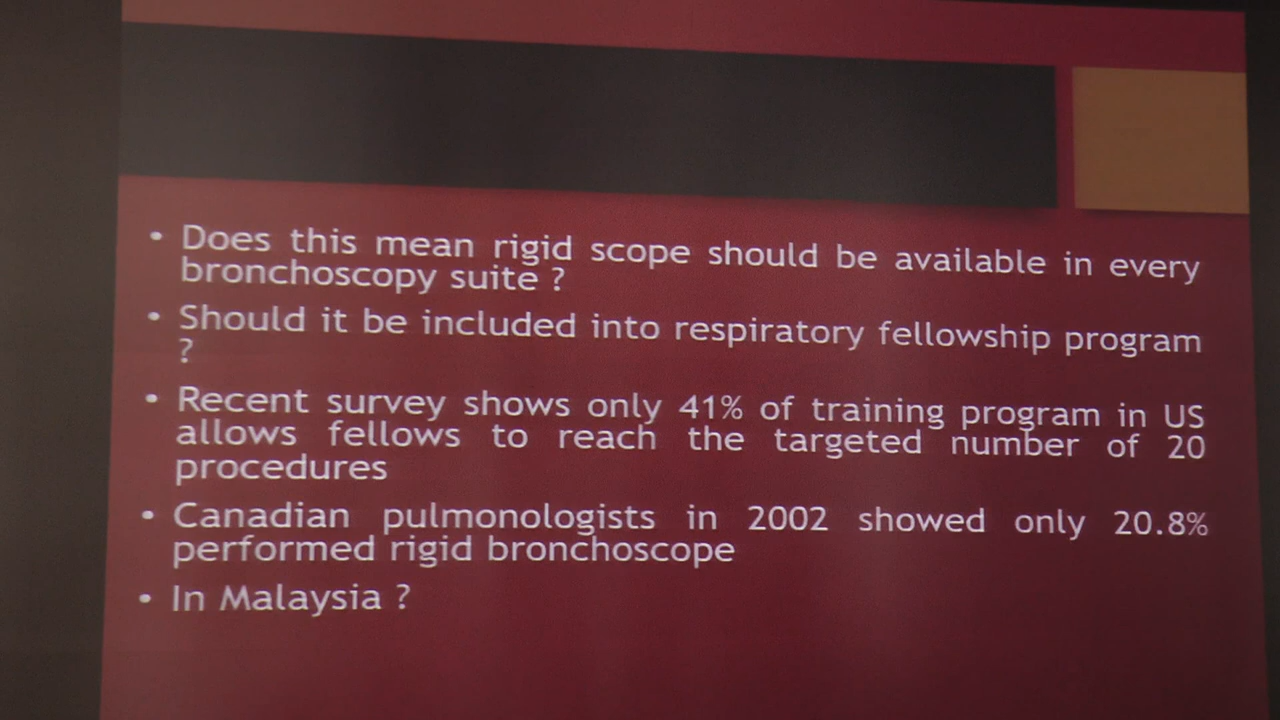 • Does this mean rigid scope should be available in every
bronchoscopy suite ?
• Should it be included into respiratory fellowship program
?
• Recent survey shows only 41% of training program in US
allows fellows to reach the targeted number of 20
procedures
• Canadian pulmonologists in 2002 showed only 20.8%
performed rigid bronchoscope
• In Malaysia ?